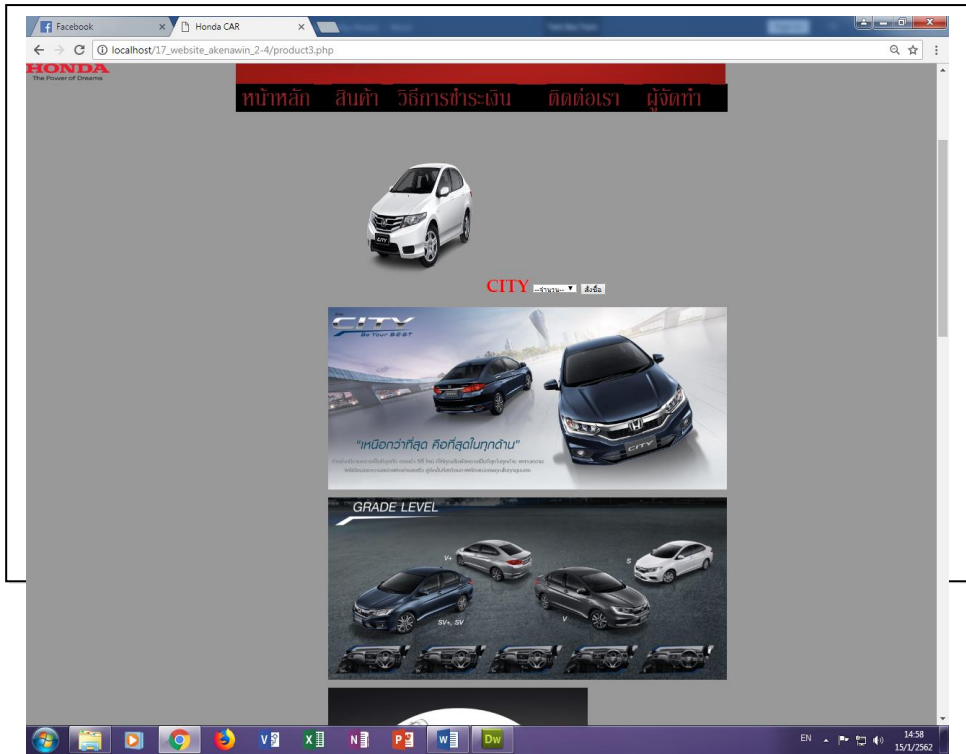 Facebook
Honda CAR
localhost/17_website_akenawin_2-4/product3.php
HONDA
The Power of Dreams
หน้าหลัก สินค้า วิธีการชำระเงิน ติดต่อเรา ผู้จัดทำ
CITY
CITY --จำนวน-- สั่งซื้อ
CITY
Be Your BEST
"เหนือกว่าที่สุด คือที่สุดในทุกด้าน"
CITY
GRADE LEVEL
V+
S
SV+, SV
V
EN
14:58
15/1/2562